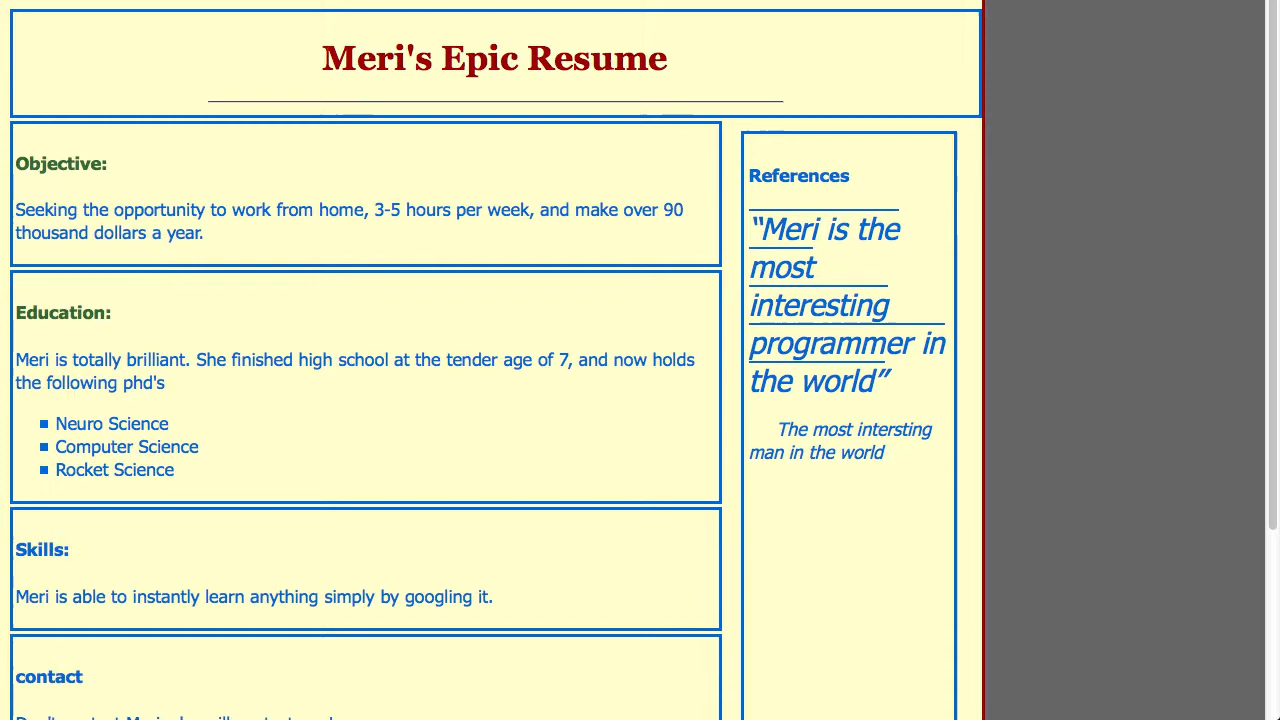 Meri's Epic Resume
Objective:
Seeking the opportunity to work from home, 3-5 hours per week, and make over 90
thousand dollars a year.
Education:
Meri is totally brilliant. She finished high school at the tender age of 7, and now holds
the following phd's
Neuro Science
Computer Science
Rocket Science
Skills:
Meri is able to instantly learn anything simply by googling it.
contact
References
“Meri is the
most
interesting
programmer in
the world”
The most intersting
man in the world